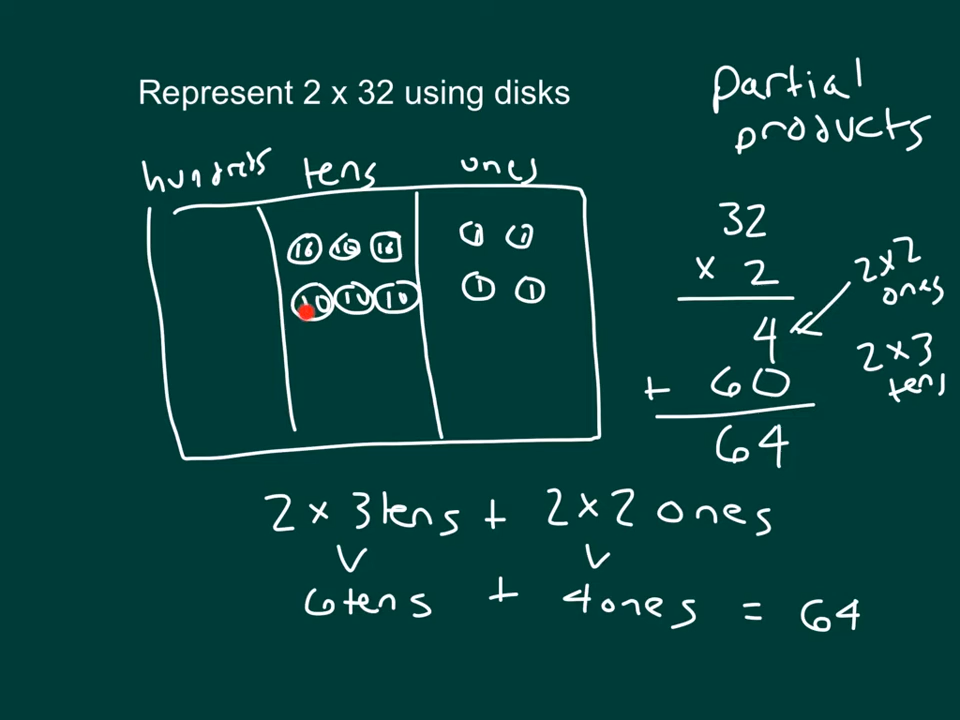 Represent 2 x 32 using disks
partial
products
hundreds tens ones
10 10 10 1 1
10 10 10 1 1
32
x 2
4
+ 60
64
2x2
ones
2x3
tens
2 x 3 tens + 2 x 2 ones
6 tens + 4 ones = 64